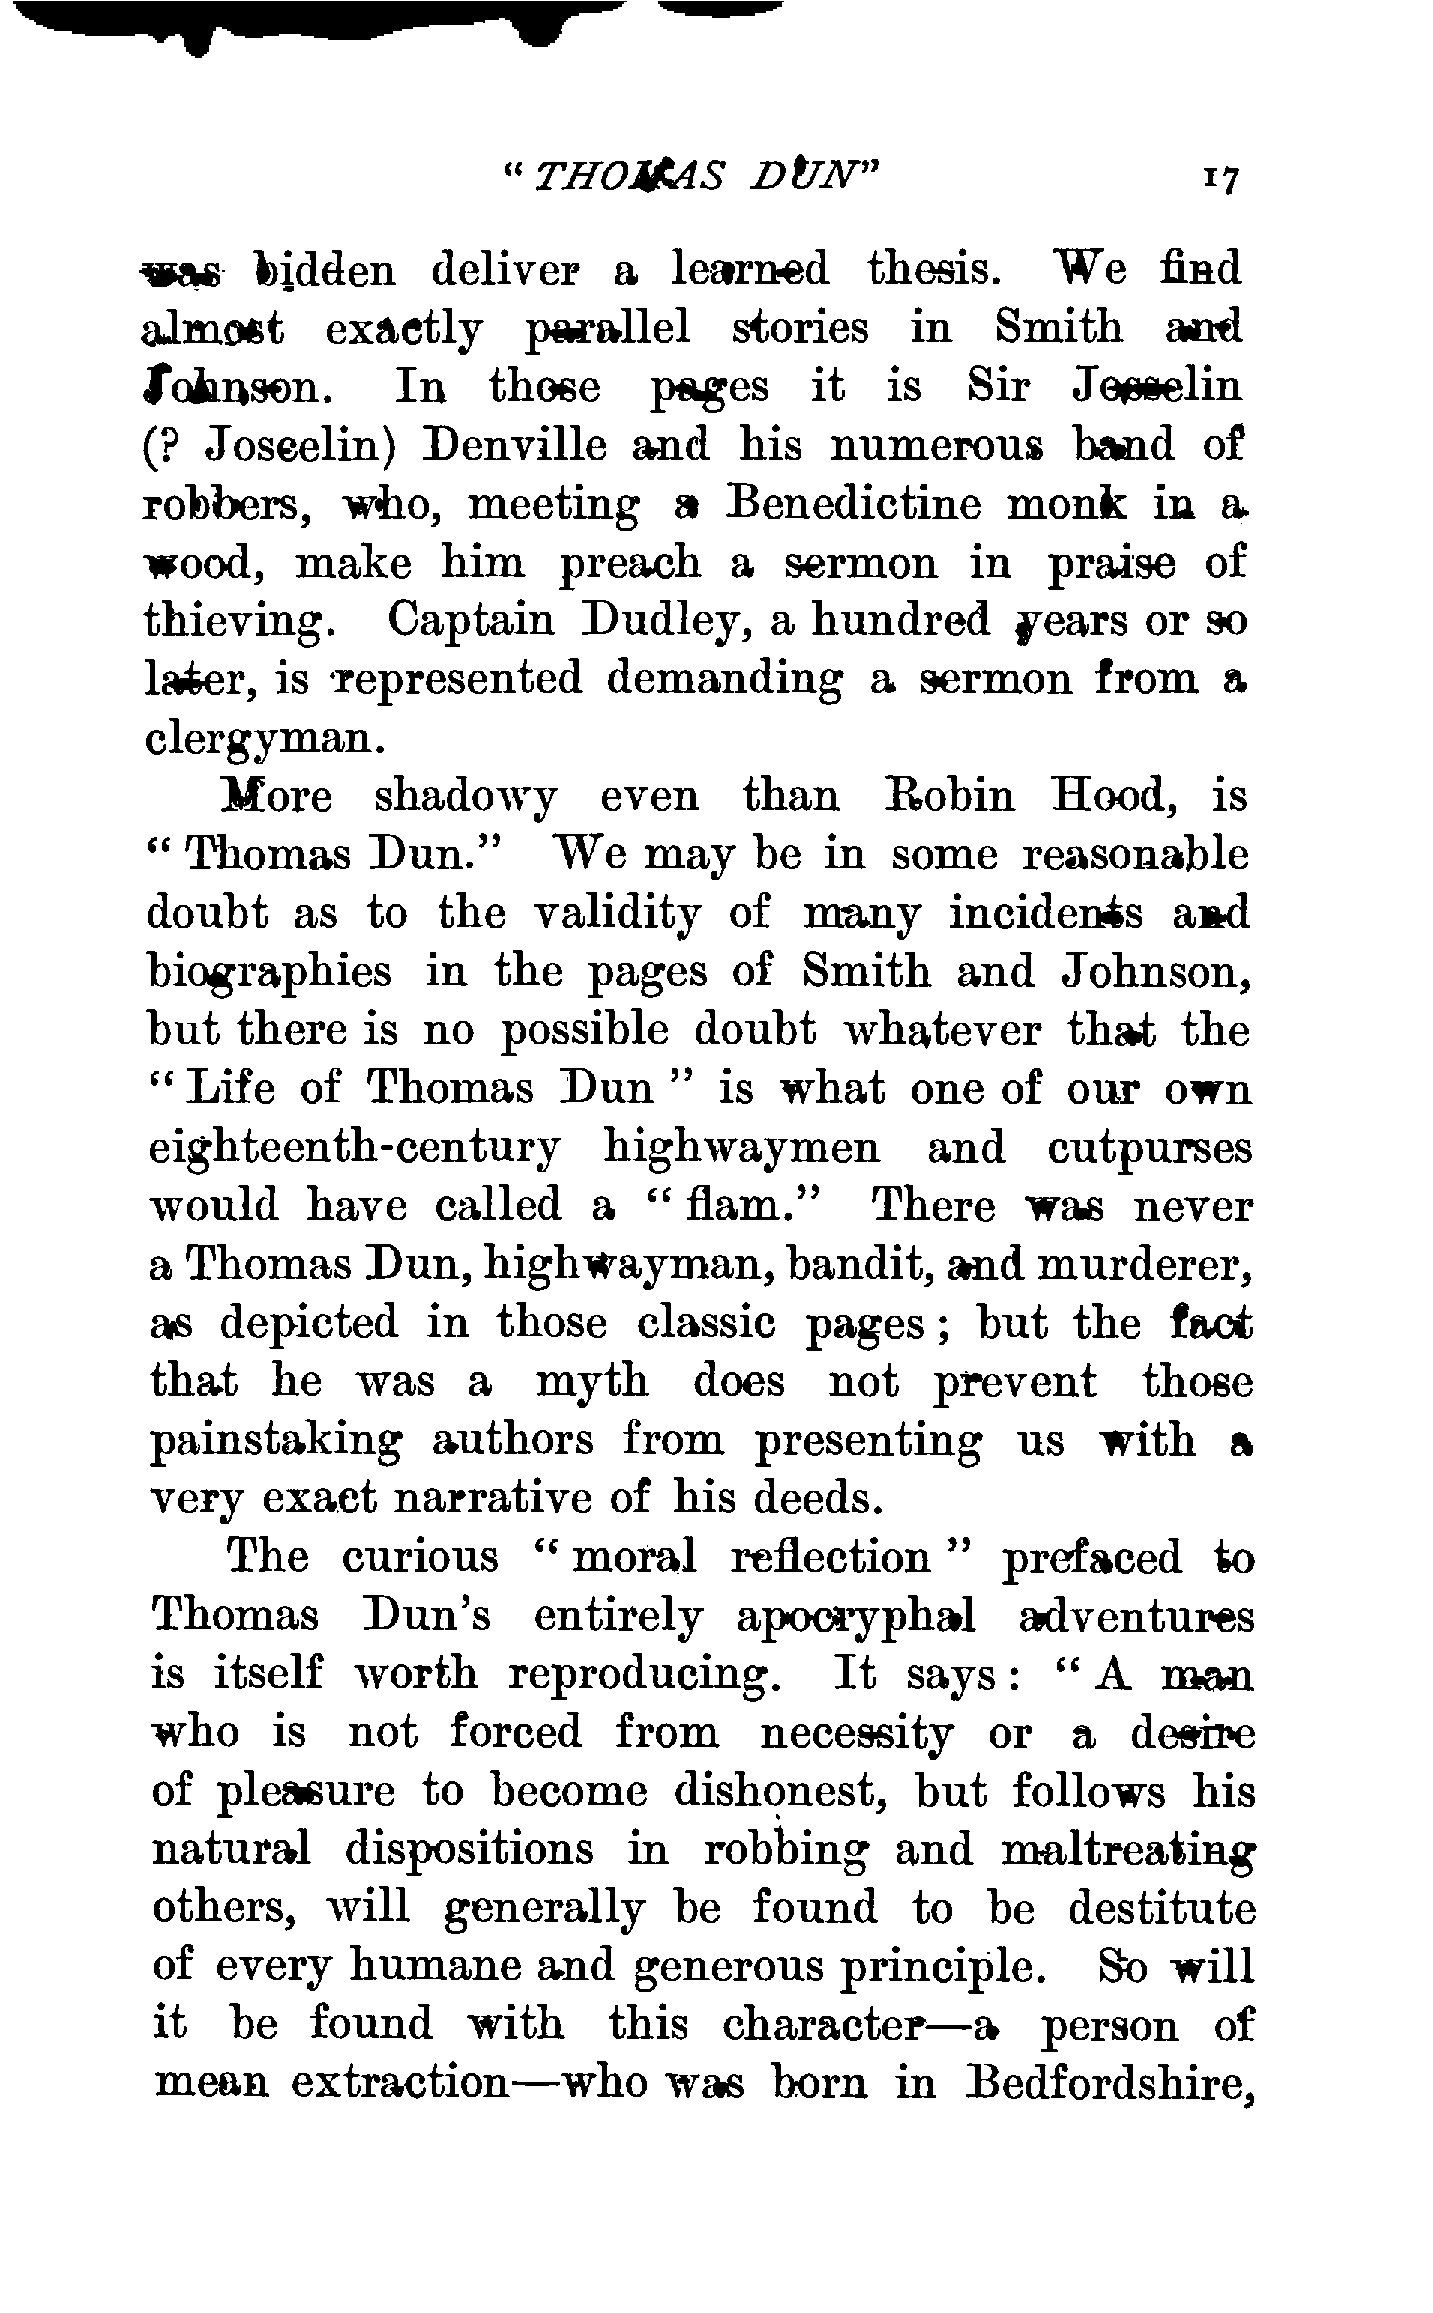 "THOMAS DUN" 17
was bidden deliver a learned thesis. We find
almost exactly parallel stories in Smith and
Johnson. In those pages it is Sir Josselin
(? Joscelin) Denville and his numerous band of
robbers, who, meeting a Benedictine monk in a
wood, make him preach a sermon in praise of
thieving. Captain Dudley, a hundred years or so
later, is represented demanding a sermon from a
clergyman.
More shadowy even than Robin Hood, is
"Thomas Dun." We may be in some reasonable
doubt as to the validity of many incidents and
biographies in the pages of Smith and Johnson,
but there is no possible doubt whatever that the
"Life of Thomas Dun" is what one of our own
eighteenth-century highwaymen and cutpurses
would have called a "flam." There was never
a Thomas Dun, highwayman, bandit, and murderer,
as depicted in those classic pages; but the fact
that he was a myth does not prevent those
painstaking authors from presenting us with a
very exact narrative of his deeds.
The curious "moral reflection" prefaced to
Thomas Dun's entirely apocryphal adventures
is itself worth reproducing. It says: "A man
who is not forced from necessity or a desire
of pleasure to become dishonest, but follows his
natural dispositions in robbing and maltreating
others, will generally be found to be destitute
of every humane and generous principle. So will
it be found with this character—a person of
mean extraction—who was born in Bedfordshire,